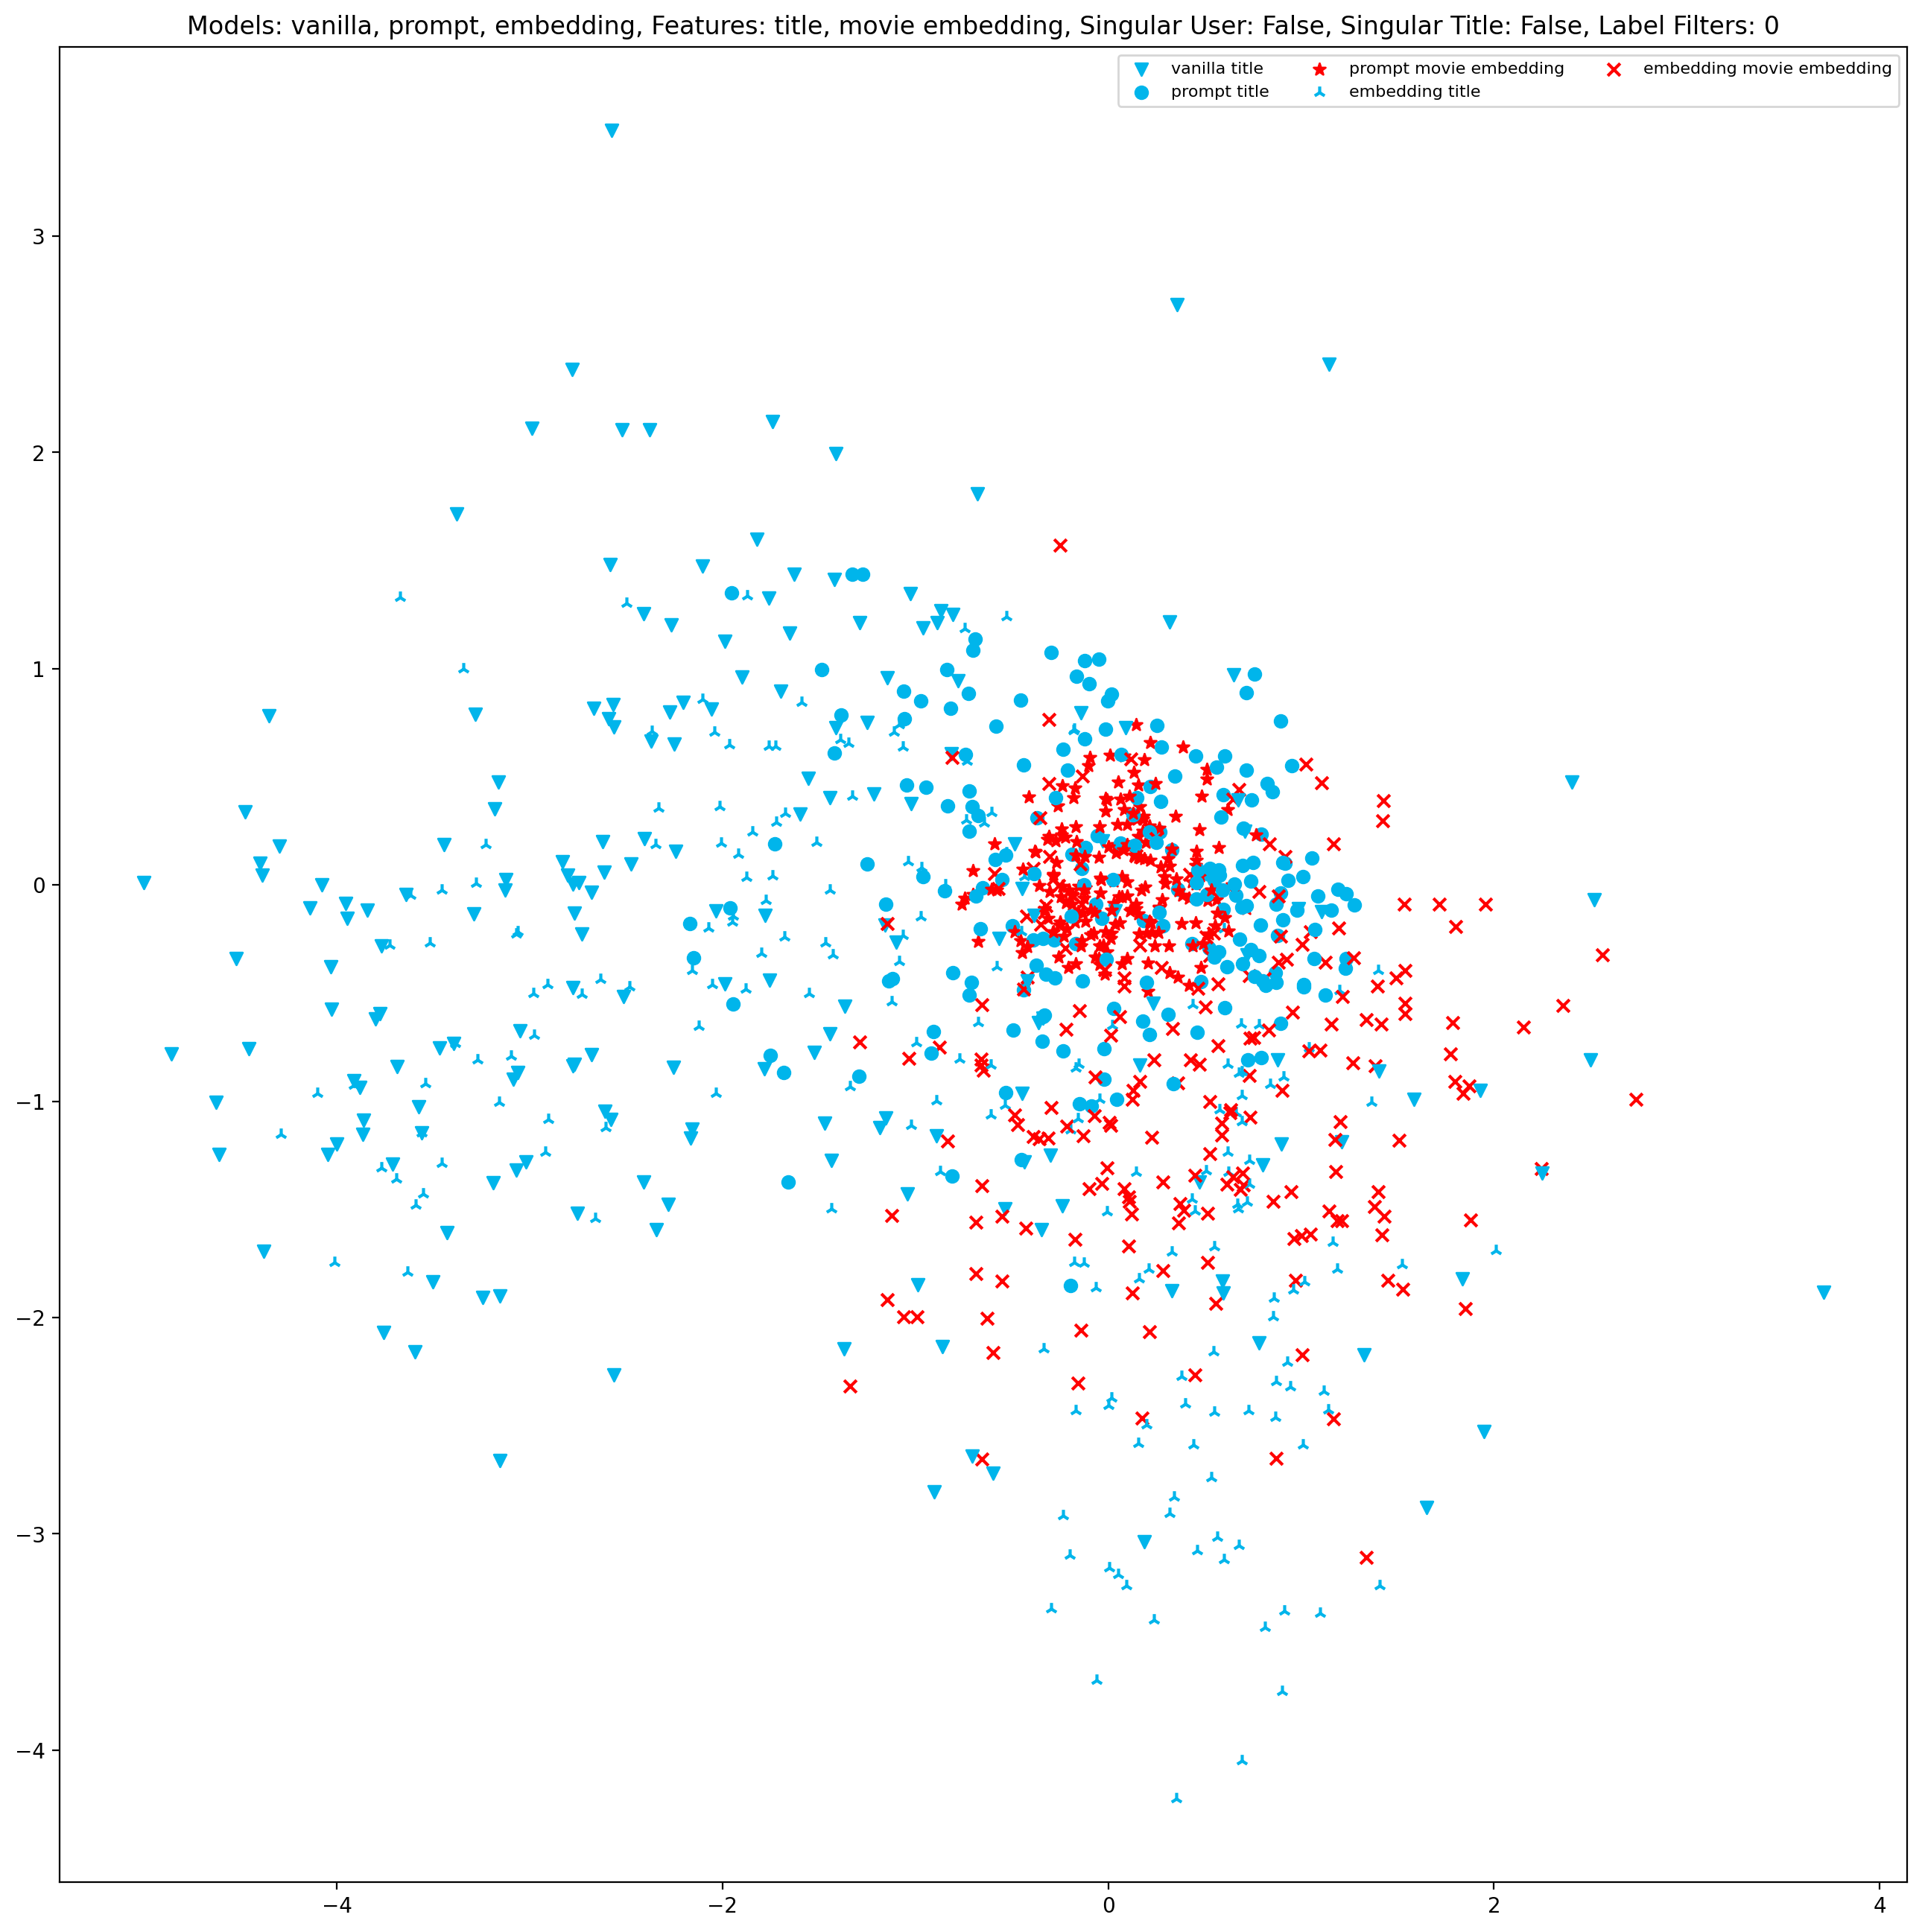 Models: vanilla, prompt, embedding, Features: title, movie embedding, Singular User: False, Singular Title: False, Label Filters: 0
vanilla title prompt movie embedding embedding movie embedding
prompt title embedding title
3
2
1
0
−1
−2
−3
−4
−4 −2 0 2 4